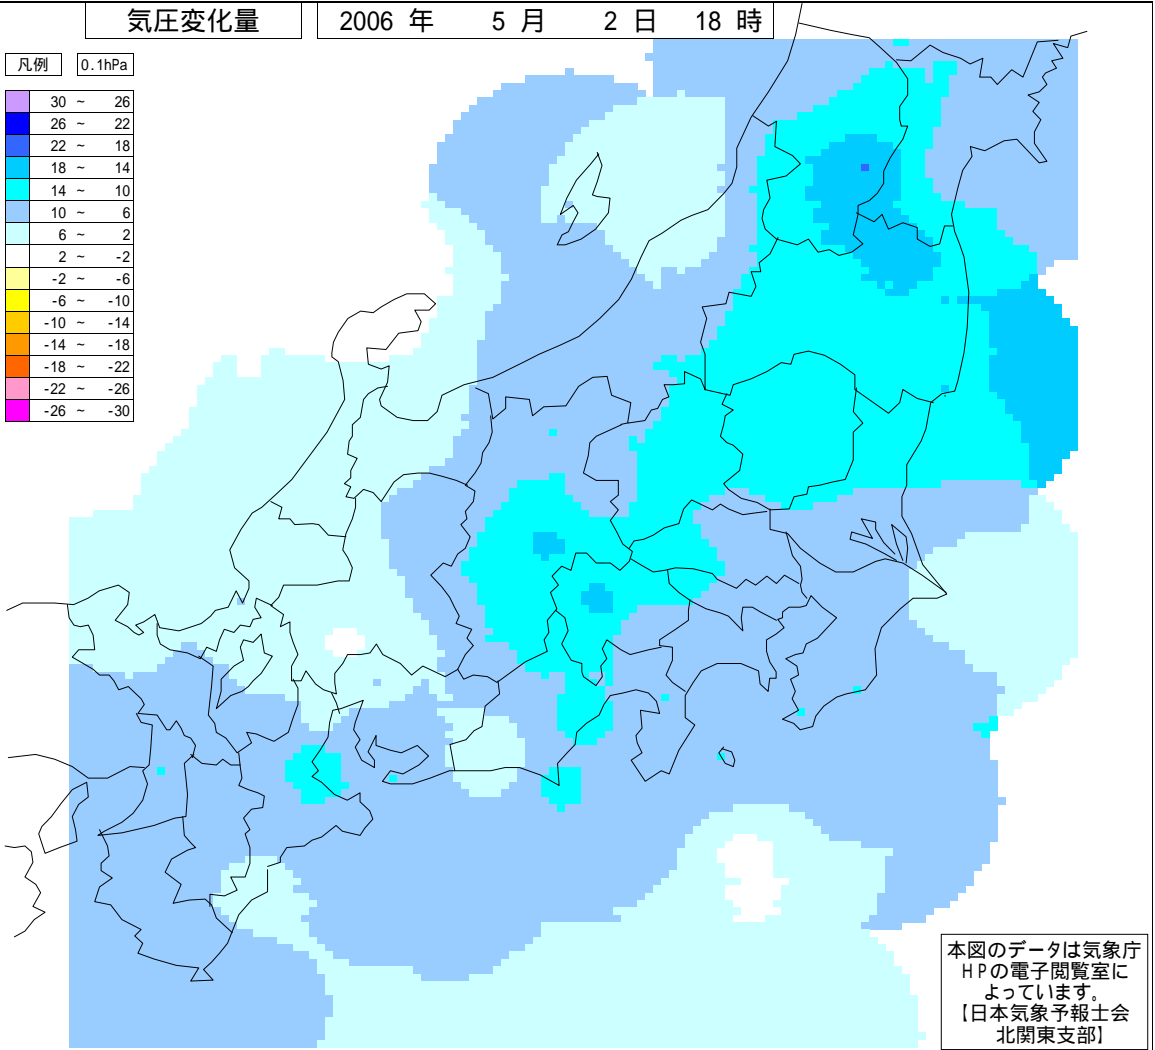 気圧変化量
2006 年 5 月 2 日 18 時
凡例 0.1hPa
30 ~ 26
26 ~ 22
22 ~ 18
18 ~ 14
14 ~ 10
10 ~ 6
6 ~ 2
2 ~ -2
-2 ~ -6
-6 ~ -10
-10 ~ -14
-14 ~ -18
-18 ~ -22
-22 ~ -26
-26 ~ -30
本図のデータは気象庁
HPの電子閲覧室に
よっています。
【日本気象予報士会
北関東支部】